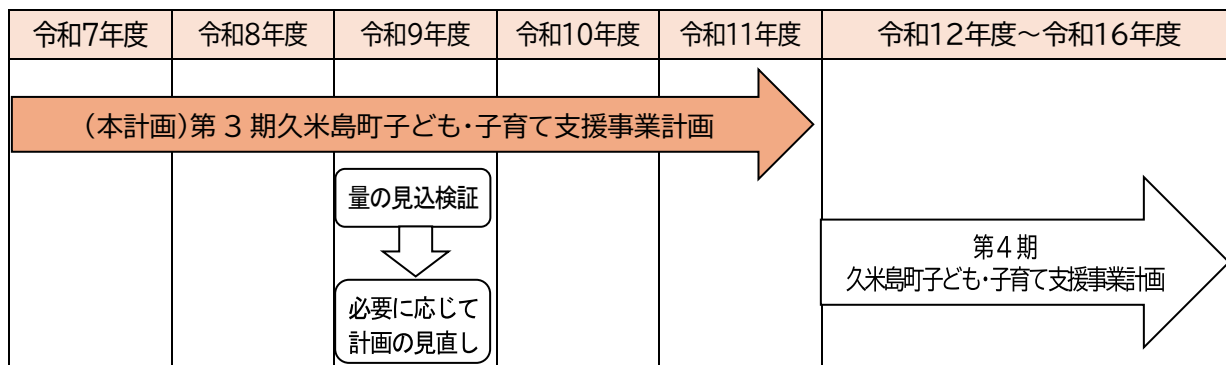 令和7年度 令和8年度 令和9年度 令和10年度 令和11年度 令和12年度～令和16年度
(本計画)第3期久米島町子ども・子育て支援事業計画
量の見込検証
必要に応じて
計画の見直し
第4期
久米島町子ども・子育て支援事業計画